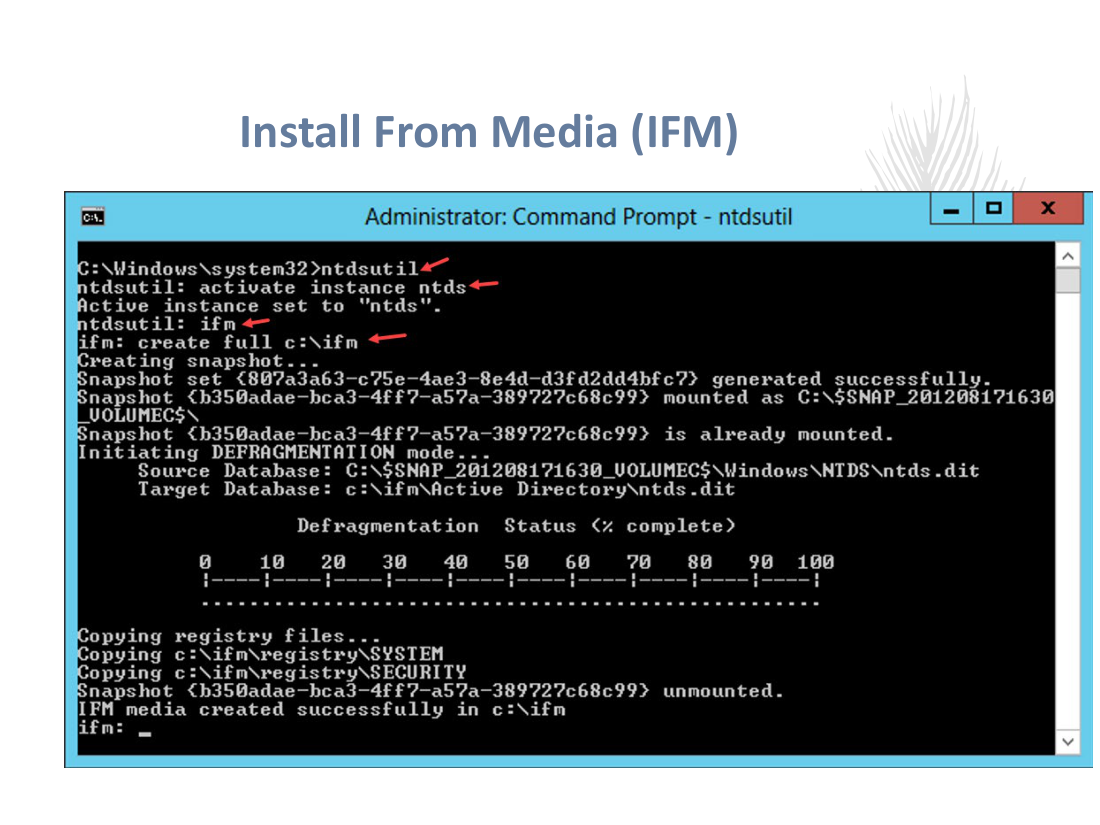 Install From Media (IFM)
Administrator: Command Prompt - ntdsutil
C:\Windows\system32>ntdsutil
ntdsutil: activate instance ntds
Active instance set to "ntds".
ntdsutil: ifm
ifm: create full c:\ifm
Creating snapshot...
Snapshot set {807a3a63-c75e-4ae3-8e4d-d3fd2dd4bfc7} generated successfully.
Snapshot {b350adae-bca3-4ff7-a57a-389727c68c99} mounted as C:\$SNAP_201208171630
_VOLUMEC$\
Snapshot {b350adae-bca3-4ff7-a57a-389727c68c99} is already mounted.
Initiating DEFRAGMENTATION mode...
Source Database: C:\$SNAP_201208171630_VOLUMEC$\Windows\NTDS\ntds.dit
Target Database: c:\ifm\Active Directory\ntds.dit
Defragmentation  Status (% complete)
0    10   20   30   40   50   60   70   80   90  100
|----|----|----|----|----|----|----|----|----|----|
...................................................
Copying registry files...
Copying c:\ifm\registry\SYSTEM
Copying c:\ifm\registry\SECURITY
Snapshot {b350adae-bca3-4ff7-a57a-389727c68c99} unmounted.
IFM media created successfully in c:\ifm
ifm: _